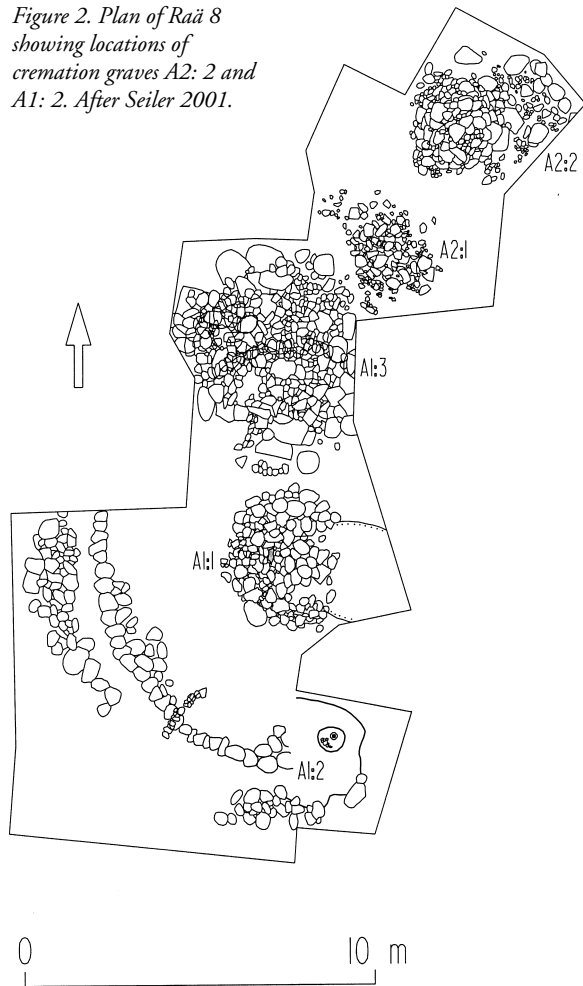 Figure 2. Plan of Raä 8
showing locations of
cremation graves A2: 2 and
A1: 2. After Seiler 2001.
A2:2
A2:1
A1:3
A1:1
A1:2
0 10 m